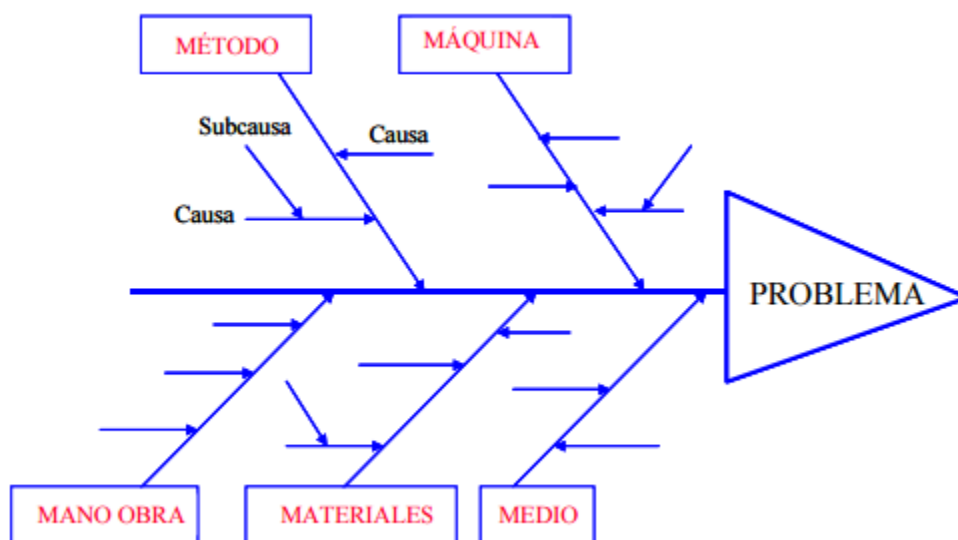 MÉTODO
MÁQUINA
Subcausa
Causa
Causa
PROBLEMA
MANO OBRA
MATERIALES
MEDIO